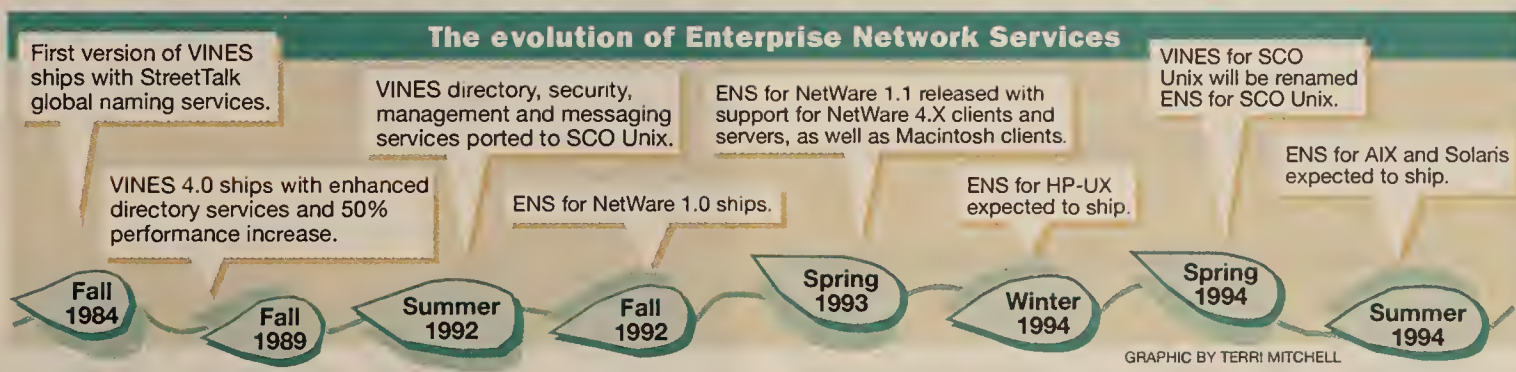 The evolution of Enterprise Network Services
First version of VINES
ships with StreetTalk
global naming services.
VINES 4.0 ships with enhanced
directory services and 50%
performance increase.
VINES directory, security,
management and messaging
services ported to SCO Unix.
ENS for NetWare 1.0 ships.
ENS for NetWare 1.1 released with
support for NetWare 4.X clients and
servers, as well as Macintosh clients.
ENS for HP-UX
expected to ship.
VINES for SCO
Unix will be renamed
ENS for SCO Unix.
ENS for AIX and Solaris
expected to ship.
Fall
1984
Fall
1989
Summer
1992
Fall
1992
Spring
1993
Winter
1994
Spring
1994
Summer
1994
GRAPHIC BY TERRI MITCHELL